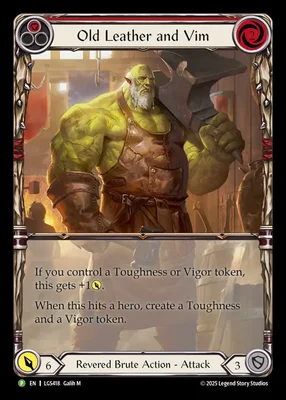 Old Leather and Vim
If you control a Toughness or Vigor token,
this gets +1.
When this hits a hero, create a Toughness
and a Vigor token.
6
Revered Brute Action - Attack
3
P EN | LGS418 Galih M
©2025 Legend Story Studios